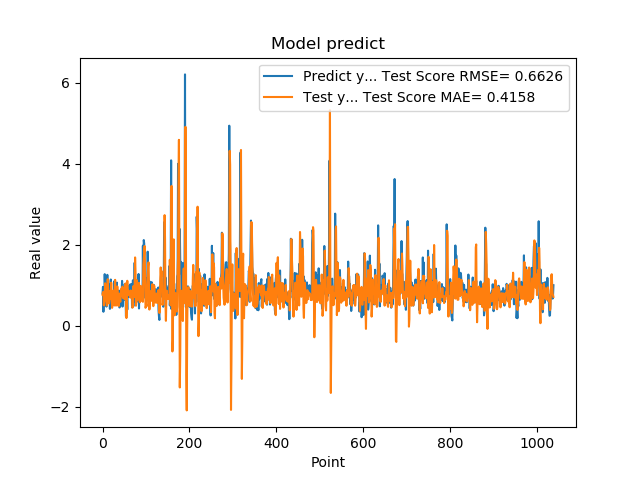 Model predict
Predict y... Test Score RMSE= 0.6626
Test y... Test Score MAE= 0.4158
Real value
6
4
2
0
−2
0 200 400 600 800 1000
Point